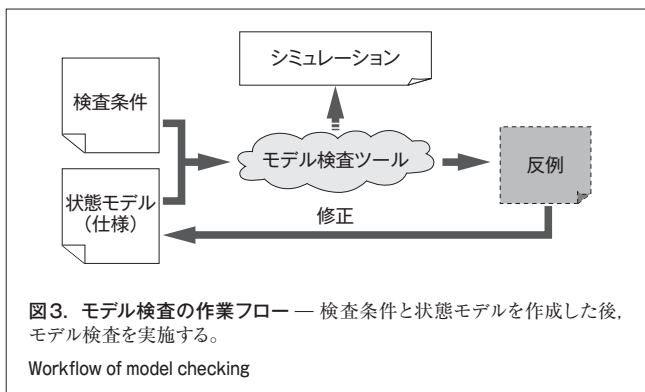 シミュレーション
検査条件
モデル検査ツール
反例
状態モデル
(仕様)
修正
図3. モデル検査の作業フロー — 検査条件と状態モデルを作成した後,
モデル検査を実施する。
Workflow of model checking